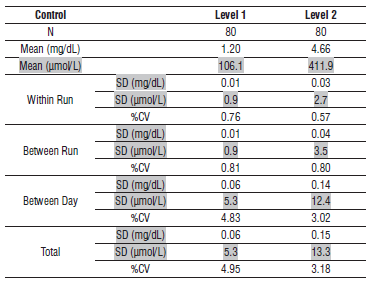 Control Level 1 Level 2
N 80 80
Mean (mg/dL) 1.20 4.66
Mean (µmol/L) 106.1 411.9
SD (mg/dL) 0.01 0.03
Within Run SD (µmol/L) 0.9 2.7
%CV 0.76 0.57
SD (mg/dL) 0.01 0.04
Between Run SD (µmol/L) 0.9 3.5
%CV 0.81 0.80
SD (mg/dL) 0.06 0.14
Between Day SD (µmol/L) 5.3 12.4
%CV 4.83 3.02
SD (mg/dL) 0.06 0.15
Total SD (µmol/L) 5.3 13.3
%CV 4.95 3.18